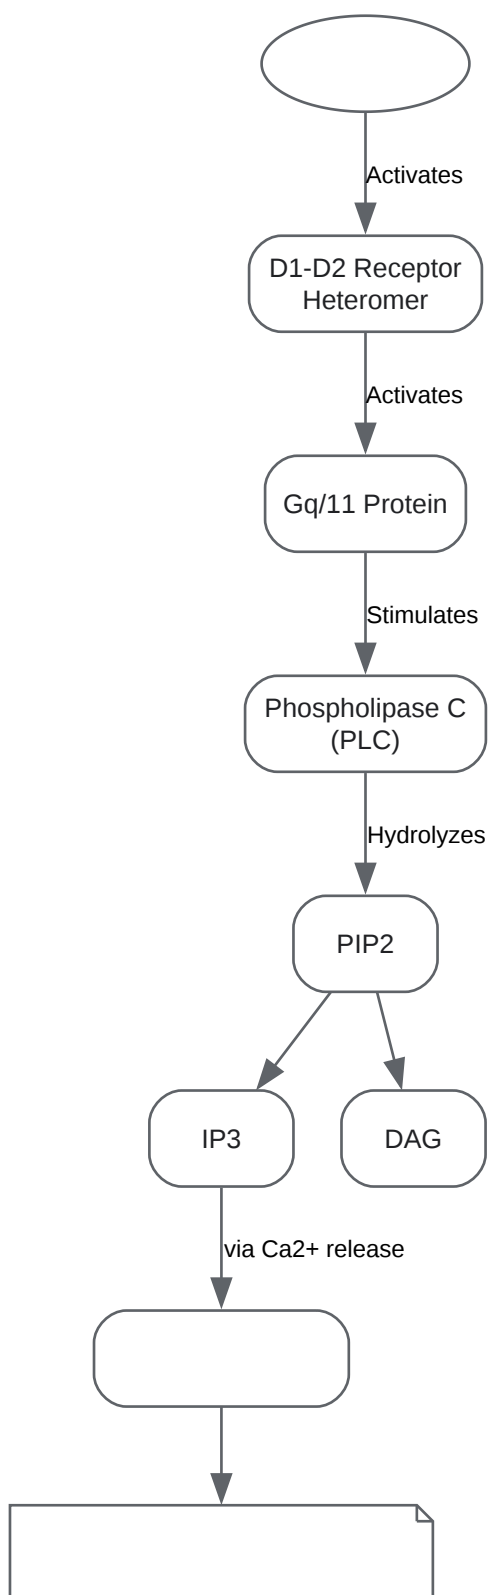 Activates
D1-D2 Receptor
Heteromer
Activates
Gq/11 Protein
Stimulates
Phospholipase C
(PLC)
Hydrolyzes
PIP2
IP3
DAG
via Ca2+ release